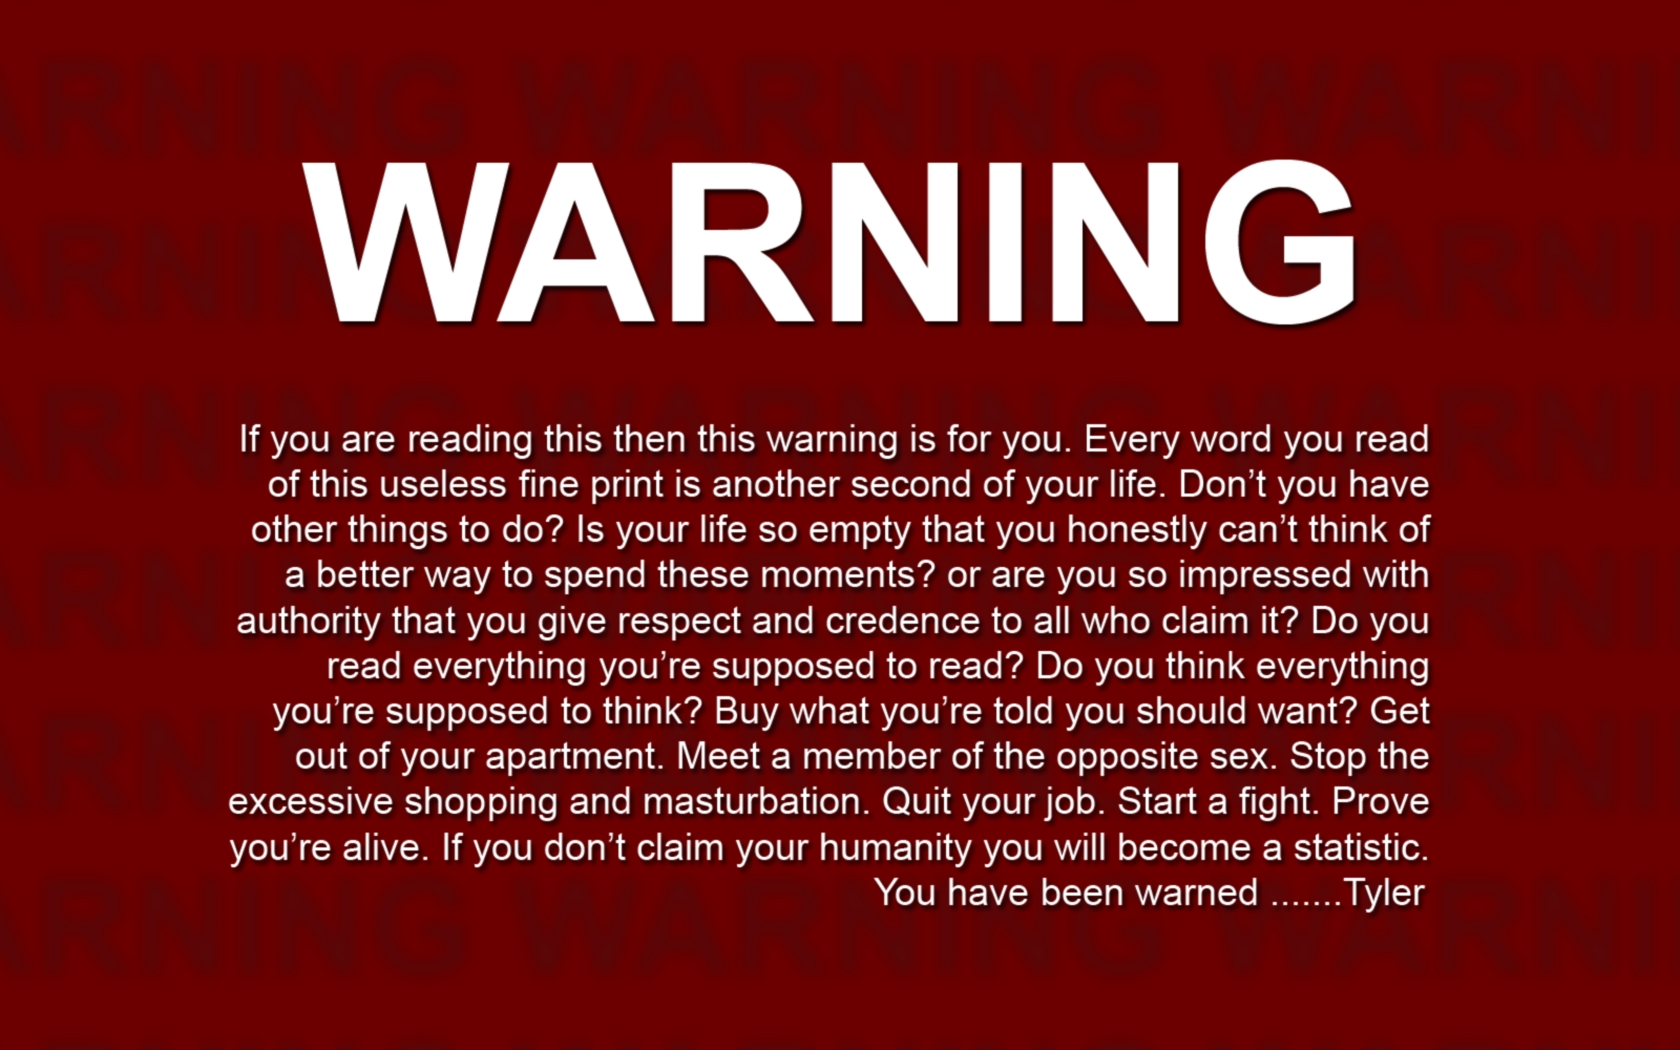 WARNING
If you are reading this then this warning is for you. Every word you read
of this useless fine print is another second of your life. Don’t you have
other things to do? Is your life so empty that you honestly can’t think of
a better way to spend these moments? or are you so impressed with
authority that you give respect and credence to all who claim it? Do you
read everything you’re supposed to read? Do you think everything
you’re supposed to think? Buy what you’re told you should want? Get
out of your apartment. Meet a member of the opposite sex. Stop the
excessive shopping and masturbation. Quit your job. Start a fight. Prove
you’re alive. If you don’t claim your humanity you will become a statistic.
You have been warned .......Tyler